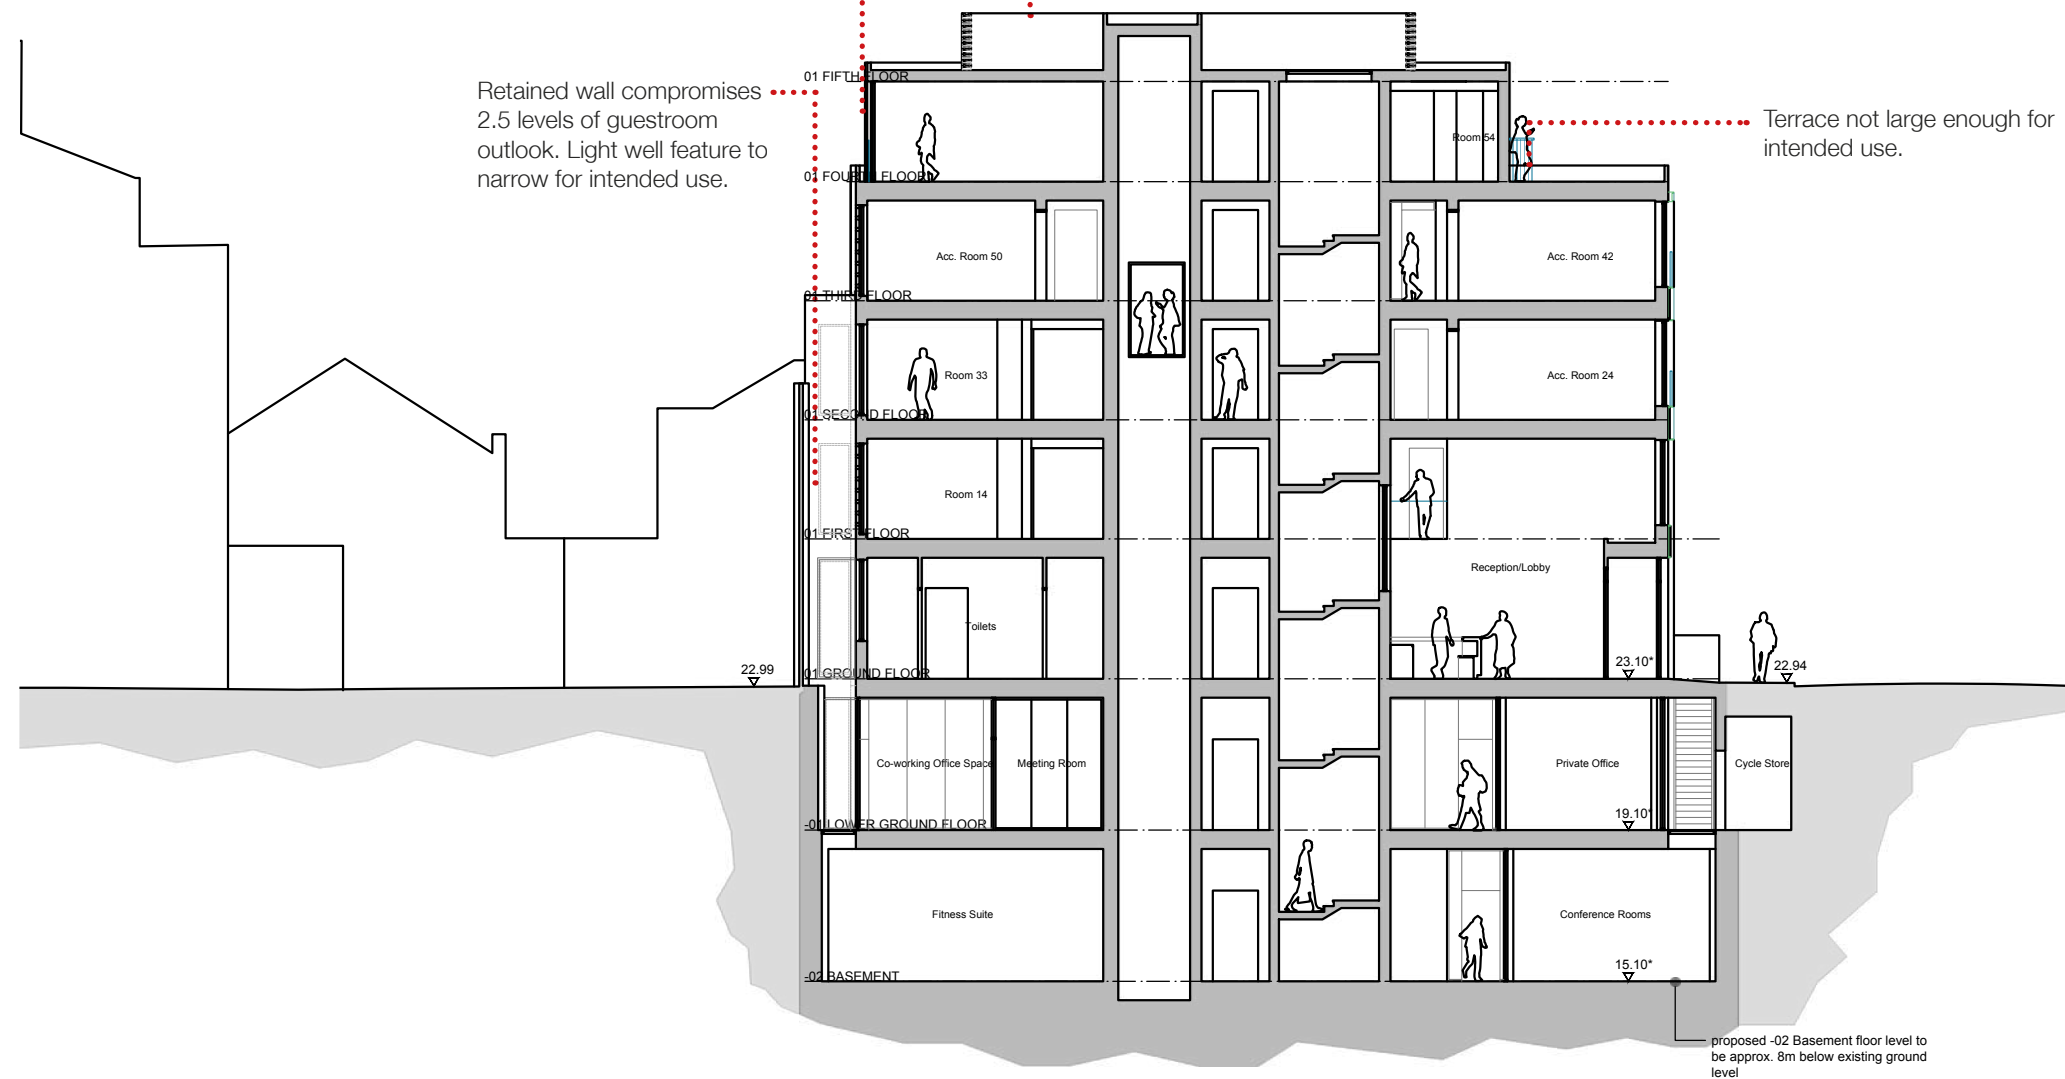 01 FIFTH FLOOR
Retained wall compromises
2.5 levels of guestroom
outlook. Light well feature to
narrow for intended use.
Terrace not large enough for
intended use.
Room 54
01 FOURTH FLOOR
Acc. Room 50
Acc. Room 42
01 THIRD FLOOR
Room 33
Acc. Room 24
01 SECOND FLOOR
Room 14
01 FIRST FLOOR
Reception/Lobby
Toilets
22.99
01 GROUND FLOOR
23.10*
22.94
Co-working Office Space
Meeting Room
Private Office
Cycle Store
19.10*
-01 LOWER GROUND FLOOR
Fitness Suite
Conference Rooms
15.10*
-02 BASEMENT
proposed -02 Basement floor level to
be approx. 8m below existing ground
level